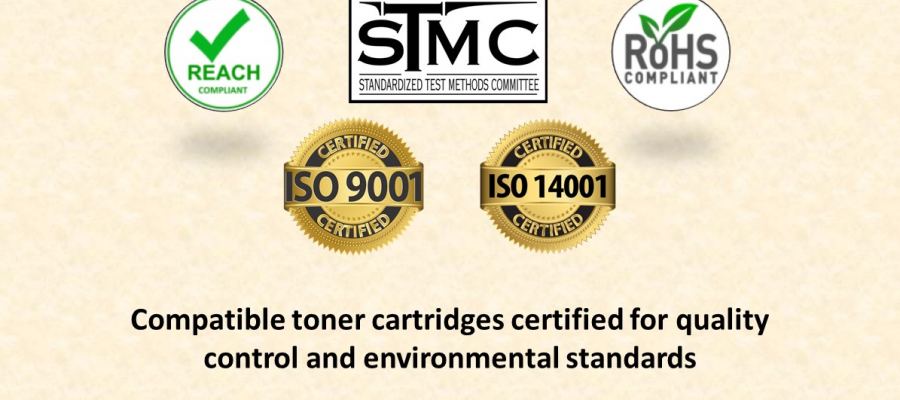 REACH
COMPLIANT
STMC
STANDARDIZED TEST METHODS COMMITTEE
RoHS
COMPLIANT
CERTIFIED
ISO 9001
CERTIFIED
CERTIFIED
ISO 14001
CERTIFIED
Compatible toner cartridges certified for quality
control and environmental standards